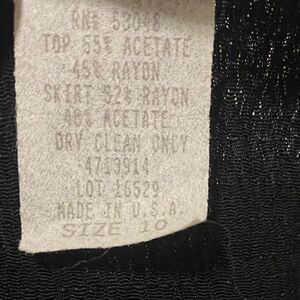 RN# 53048
TOP 55% ACETATE
45% RAYON
SKIRT 52% RAYON
48% ACETATE
DRY CLEAN ONLY
4713914
LOT 16529
MADE IN U.S.A.
SIZE 10